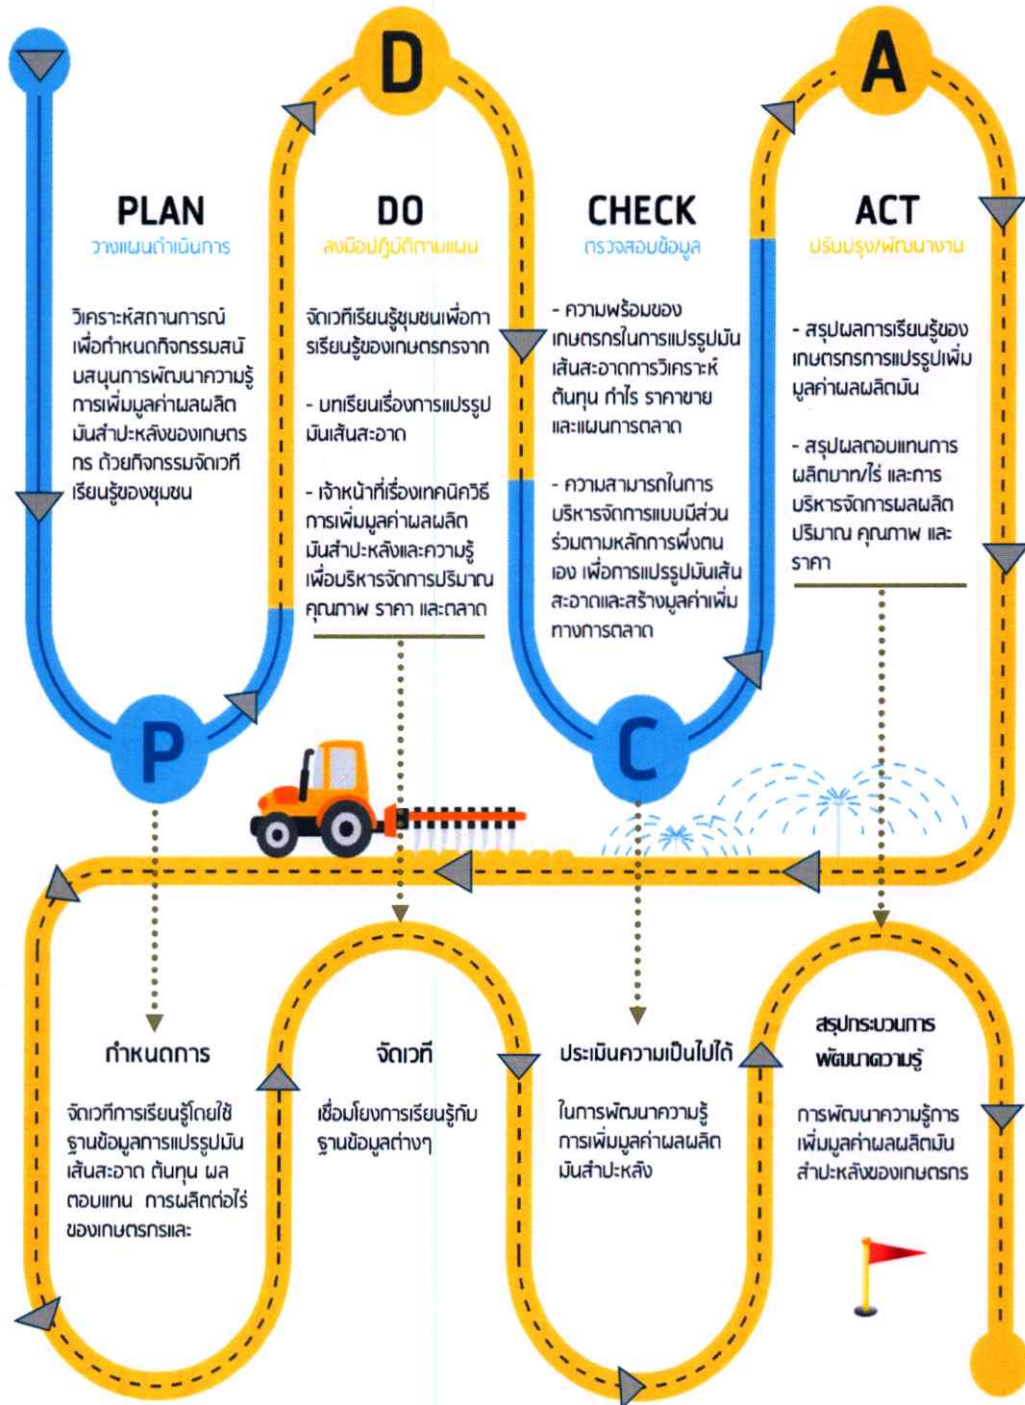 D
A
PLAN
วางแผนดำเนินการ
วิเคราะห์สถานการณ์
เพื่อกำหนดกิจกรรมสนั
บสนุนการพัฒนาความรู้
การเพิ่มมูลค่าผลผลิต
มันสำปะหลังของเกษตร
กร ด้วยกิจกรรมจัดเวที
เรียนรู้ของชุมชน
DO
ลงมือปฏิบัติตามแผน
จัดเวทีเรียนรู้ชุมชนเพื่อกา
รเรียนรู้ของเกษตรกรจาก
- บทเรียนเรื่องการแปรรูป
มันเส้นสะอาด
- เจ้าหน้าที่เรื่องเทคนิควิธี
การเพิ่มมูลค่าผลผลิต
มันสำปะหลังและความรู้
เพื่อบริหารจัดการปริมาณ
คุณภาพ ราคา และตลาด
CHECK
ตรวจสอบข้อมูล
- ความพร้อมของ
เกษตรกรในการแปรรูปมัน
เส้นสะอาดการวิเคราะห์
ต้นทุน กำไร ราคาขาย
และแผนการตลาด
- ความสามารถในการ
บริหารจัดการแบบมีส่วน
ร่วมตามหลักการพึ่งตน
เอง เพื่อการแปรรูปมันเส้น
สะอาดและสร้างมูลค่าเพิ่ม
ทางการตลาด
ACT
ปรับปรุง/พัฒนางาน
- สรุปผลการเรียนรู้ของ
เกษตรกรการแปรรูปเพิ่ม
มูลค่าผลผลิตมัน
- สรุปผลตอบแทนการ
ผลิตบาท/ไร่ และการ
บริหารจัดการผลผลิต
ปริมาณ คุณภาพ และ
ราคา
P
C
กำหนดการ
จัดเวทีการเรียนรู้โดยใช้
ฐานข้อมูลการแปรรูปมัน
เส้นสะอาด ต้นทุน ผล
ตอบแทน การผลิตต่อไร่
ของเกษตรกรและ
จัดเวที
เชื่อมโยงการเรียนรู้กับ
ฐานข้อมูลต่างๆ
ประเมินความเป็นไปได้
ในการพัฒนาความรู้
การเพิ่มมูลค่าผลผลิต
มันสำปะหลัง
สรุปกระบวนการ
พัฒนาความรู้
การพัฒนาความรู้การ
เพิ่มมูลค่าผลผลิตมัน
สำปะหลังของเกษตรกร